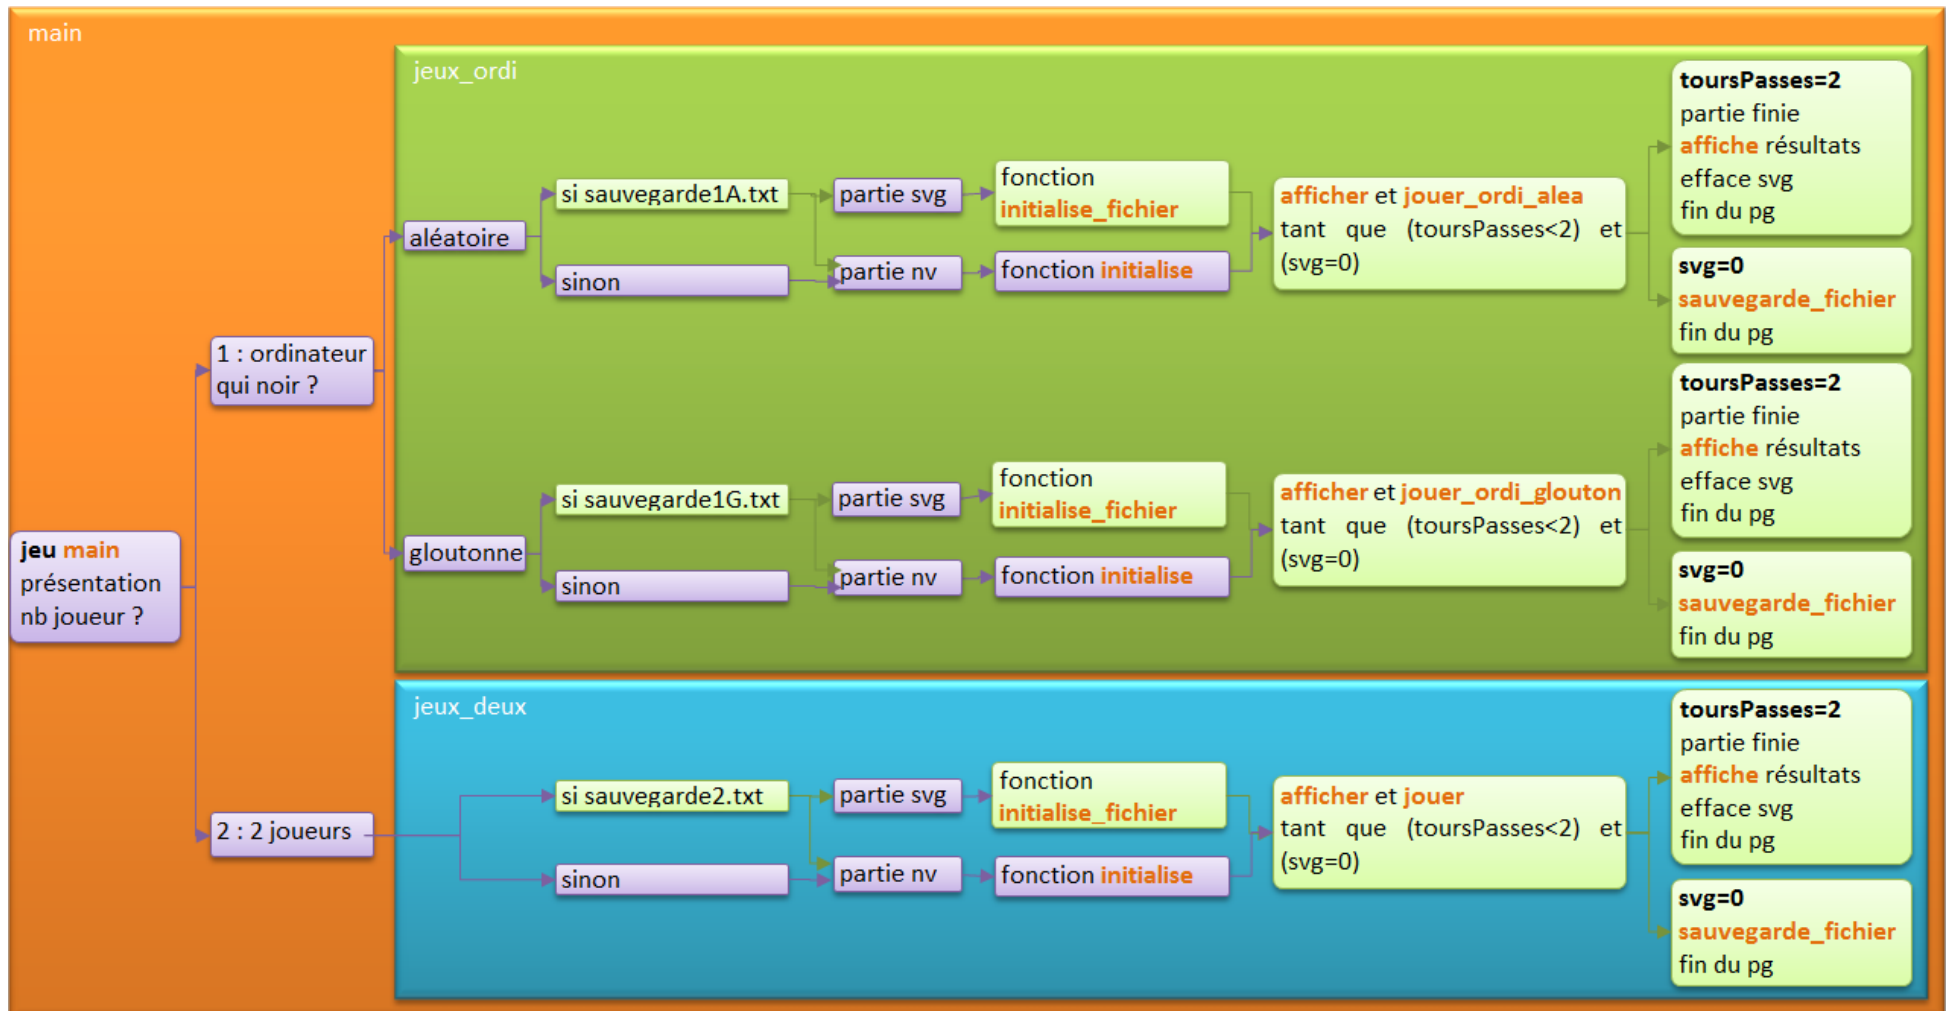 main
jeux_ordi
jeu main
présentation
nb joueur ?
1 : ordinateur
qui noir ?
aléatoire
si sauvegarde1A.txt
sinon
partie svg
partie nv
fonction
initialise_fichier
fonction initialise
afficher et jouer_ordi_alea
tant que (toursPasses<2) et
(svg=0)
toursPasses=2
partie finie
affiche résultats
efface svg
fin du pg
svg=0
sauvegarde_fichier
fin du pg
gloutonne
si sauvegarde1G.txt
sinon
partie svg
partie nv
fonction
initialise_fichier
fonction initialise
afficher et jouer_ordi_glouton
tant que (toursPasses<2) et
(svg=0)
toursPasses=2
partie finie
affiche résultats
efface svg
fin du pg
svg=0
sauvegarde_fichier
fin du pg
jeux_deux
2 : 2 joueurs
si sauvegarde2.txt
sinon
partie svg
partie nv
fonction
initialise_fichier
fonction initialise
afficher et jouer
tant que (toursPasses<2) et
(svg=0)
toursPasses=2
partie finie
affiche résultats
efface svg
fin du pg
svg=0
sauvegarde_fichier
fin du pg